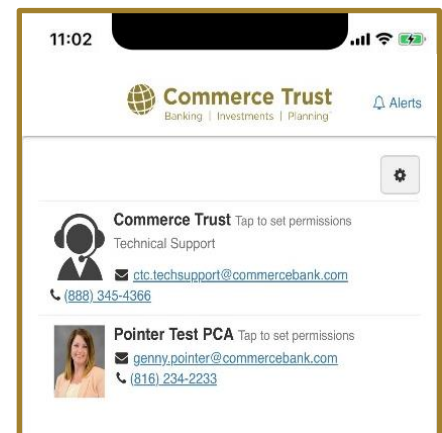 11:02
Commerce Trust
Banking | Investments | Planning
Alerts
Commerce Trust Tap to set permissions
Technical Support
ctc.techsupport@commercebank.com
(888) 345-4366
Pointer Test PCA Tap to set permissions
genny.pointer@commercebank.com
(816) 234-2233